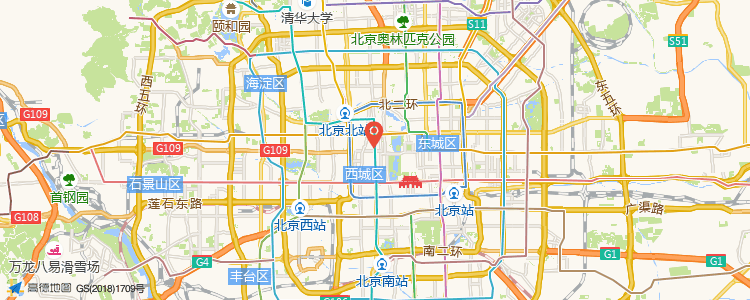 清华大学
颐和园
S11
北京奥林匹克公园
S51
西五环
海淀区
东五环
北二环
G109
北京北站
东城区
G109
G109
西城区
石景山区
首钢园
莲石东路
北京站
广渠路
G108
北京西站
南二环
G1
G1
万龙八易滑雪场
G4
丰台区
北京南站
高德地图 GS(2018)1709号
G106